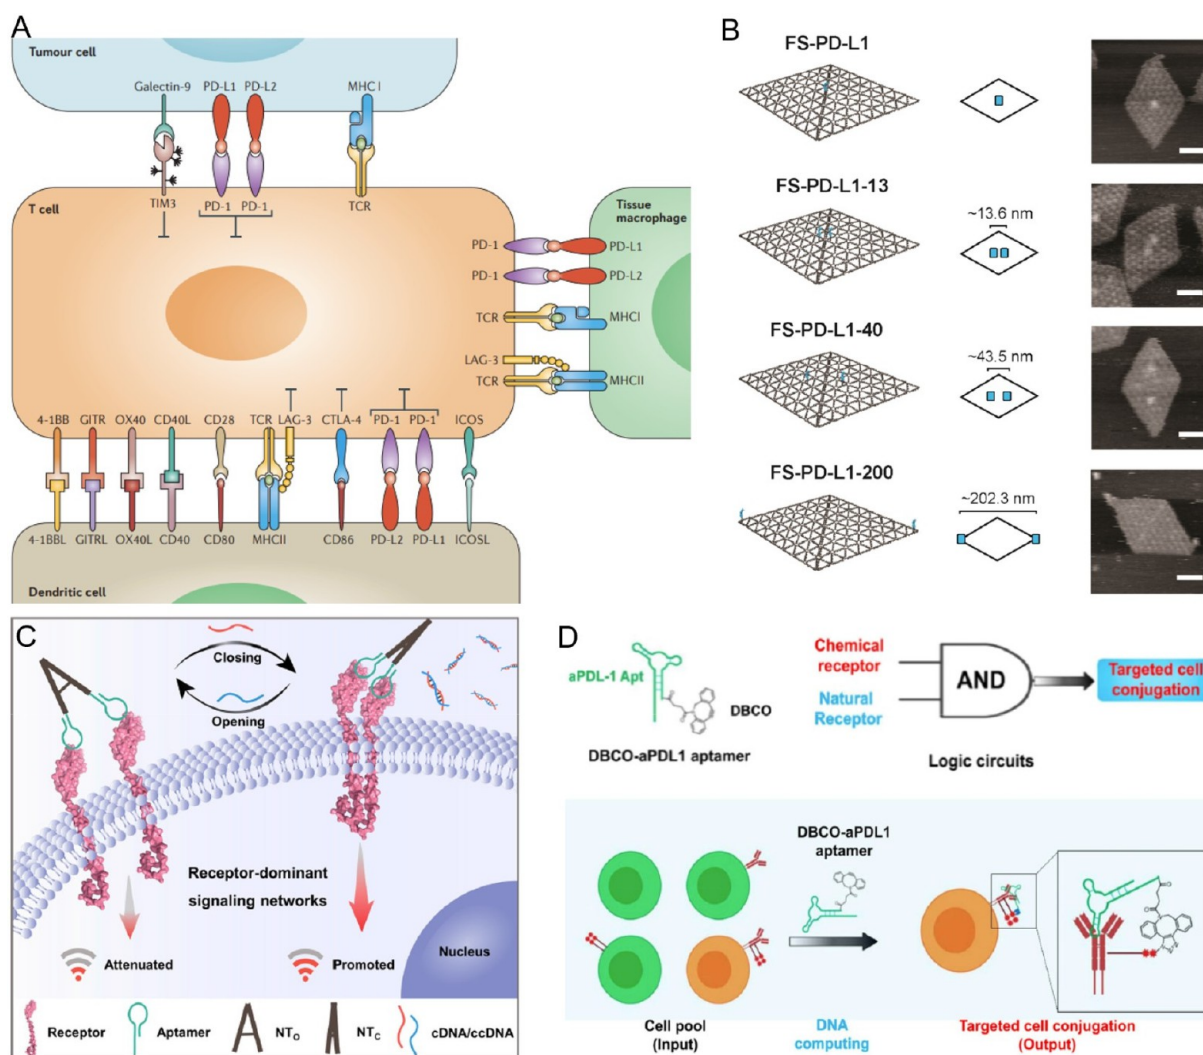 A
Tumour cell
Galectin-9 PD-L1 PD-L2 MHC I
TIM3 PD-1 PD-1 TCR
T cell
Tissue
macrophage
PD-1 PD-L1
PD-1 PD-L2
TCR MHCI
LAG-3
TCR MHCII
4-1BB GITR OX40 CD40L CD28 TCR LAG-3 CTLA-4 PD-1 PD-1 ICOS
4-1BBL GITRL OX40L CD40 CD80 MHCII CD86 PD-L2 PD-L1 ICOSL
Dendritic cell
B
FS-PD-L1
FS-PD-L1-13
~13.6 nm
FS-PD-L1-40
~43.5 nm
FS-PD-L1-200
~202.3 nm
C
Closing
Opening
Receptor-dominant
signaling networks
Nucleus
Attenuated
Promoted
Receptor Aptamer NTO NTC cDNA/ccDNA
D
aPDL-1 Apt
DBCO
DBCO-aPDL1 aptamer
Chemical
receptor
Natural
Receptor
AND
Targeted cell
conjugation
Logic circuits
DBCO-aPDL1
aptamer
Cell pool
(Input)
DNA
computing
Targeted cell conjugation
(Output)